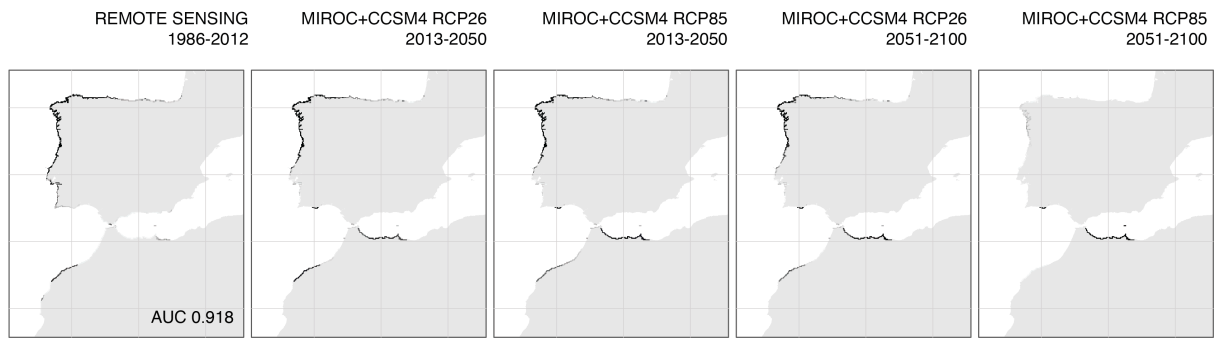 REMOTE SENSING
1986-2012
MIROC+CCSM4 RCP26
2013-2050
MIROC+CCSM4 RCP85
2013-2050
MIROC+CCSM4 RCP26
2051-2100
MIROC+CCSM4 RCP85
2051-2100
AUC 0.918